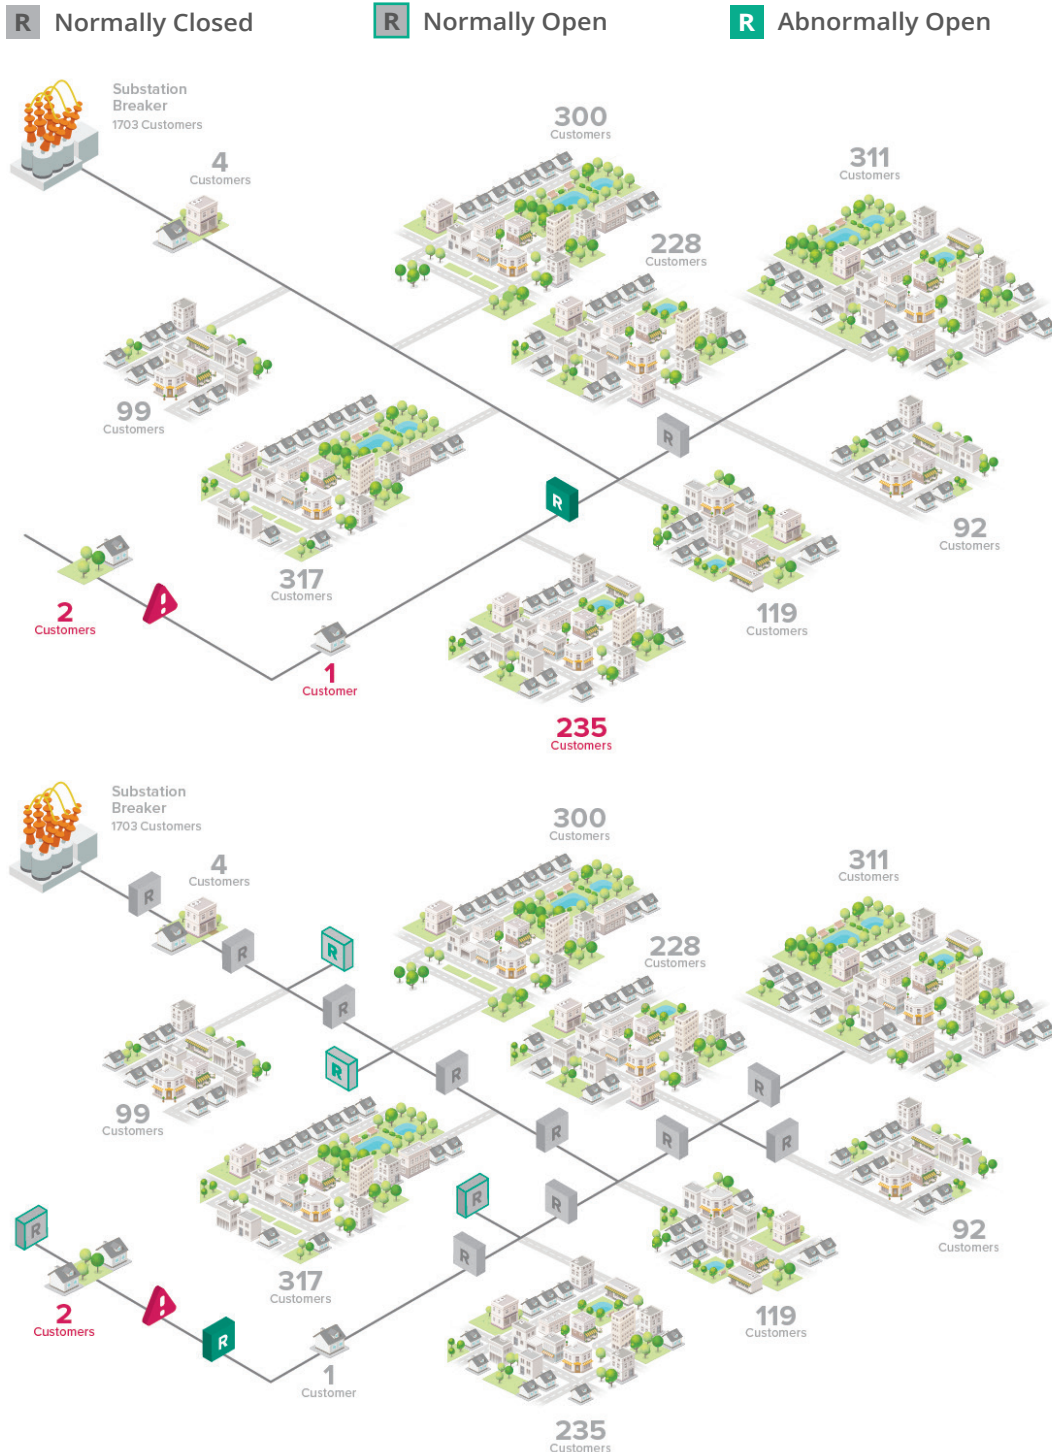 R Normally Closed
R Normally Open
R Abnormally Open
Substation
Breaker
1703 Customers
4
Customers
300
Customers
311
Customers
228
Customers
99
Customers
R
R
317
Customers
92
Customers
2
Customers
119
Customers
1
Customer
235
Customers
Substation
Breaker
1703 Customers
4
Customers
300
Customers
311
Customers
R
R
R
228
Customers
R
R
R
99
Customers
R
R
R
R
R
R
R
317
Customers
R
92
Customers
2
Customers
R
119
Customers
1
Customer
235
Customers